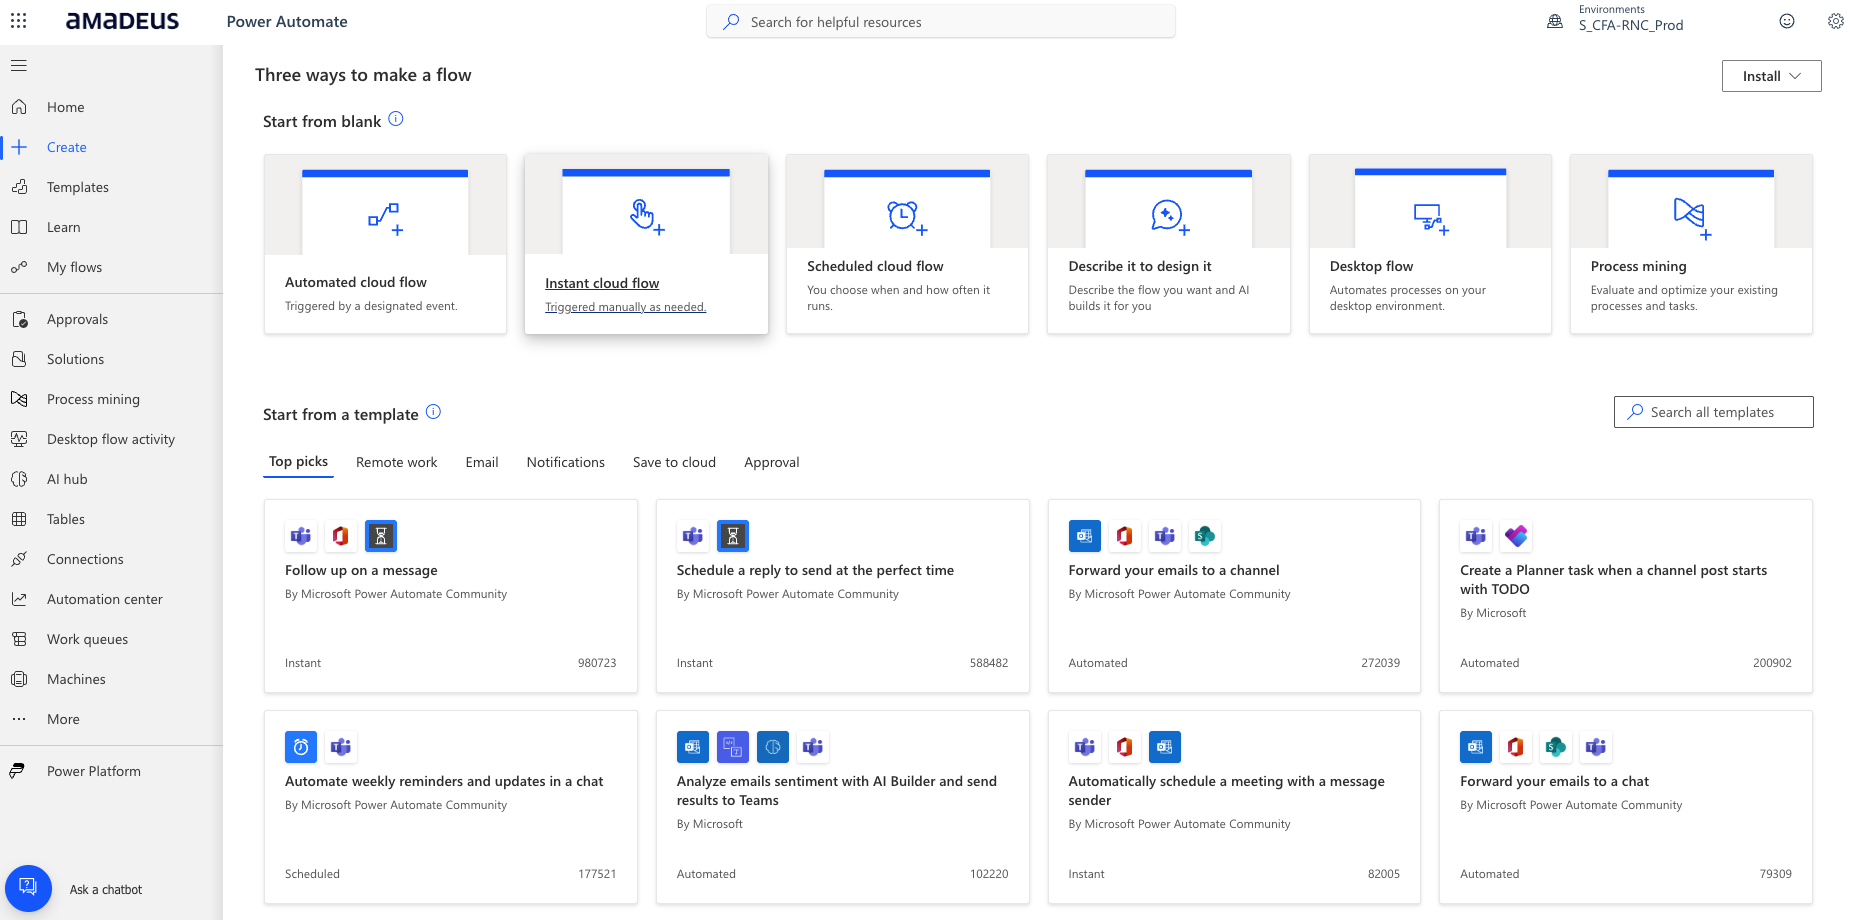 AMADEUS
Power Automate
Search for helpful resources
Environments
S_CFA-RNC_Prod
Home
Create
Templates
Learn
My flows
Approvals
Solutions
Process mining
Desktop flow activity
AI hub
Tables
Connections
Automation center
Work queues
Machines
More
Power Platform
Ask a chatbot
Three ways to make a flow
Install
Start from blank
Automated cloud flow
Triggered by a designated event.
Instant cloud flow
Triggered manually as needed.
Scheduled cloud flow
You choose when and how often it
runs.
Describe it to design it
Describe the flow you want and AI
builds it for you
Desktop flow
Automates processes on your
desktop environment.
Process mining
Evaluate and optimize your existing
processes and tasks.
Start from a template
Search all templates
Top picks
Remote work
Email
Notifications
Save to cloud
Approval
Follow up on a message
By Microsoft Power Automate Community
Instant
980723
Schedule a reply to send at the perfect time
By Microsoft Power Automate Community
Instant
588482
Forward your emails to a channel
By Microsoft Power Automate Community
Automated
272039
Create a Planner task when a channel post starts
with TODO
By Microsoft
Automated
200902
Automate weekly reminders and updates in a chat
By Microsoft Power Automate Community
Scheduled
177521
Analyze emails sentiment with AI Builder and send
results to Teams
By Microsoft
Automated
102220
Automatically schedule a meeting with a message
sender
By Microsoft Power Automate Community
Instant
82005
Forward your emails to a chat
By Microsoft Power Automate Community
Automated
79309